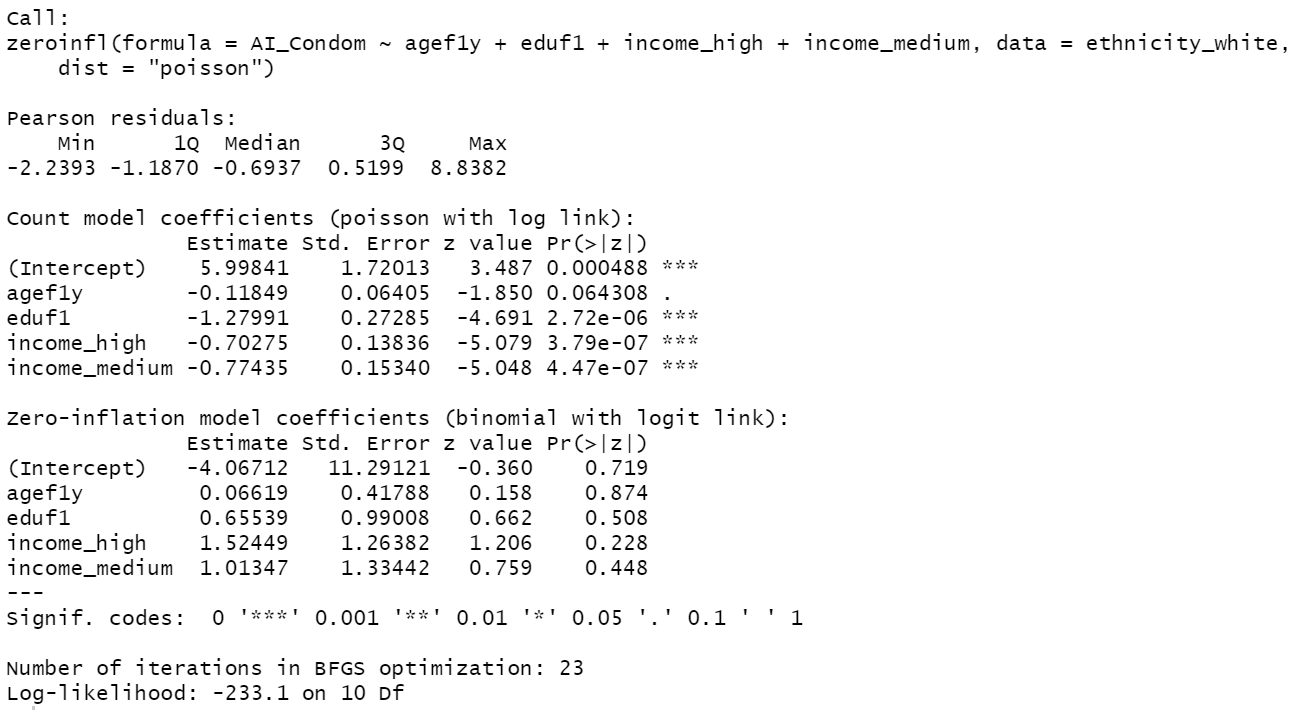 Call:
zeroinfl(formula = AI_Condom ~ agef1y + eduf1 + income_high + income_medium, data = ethnicity_white,
    dist = "poisson")

Pearson residuals:
    Min      1Q  Median      3Q     Max
-2.2393 -1.1870 -0.6937  0.5199  8.8382

Count model coefficients (poisson with log link):
              Estimate Std. Error z value Pr(>|z|)
(Intercept)    5.99841    1.72013   3.487 0.000488 ***
agef1y        -0.11849    0.06405  -1.850 0.064308 .
eduf1         -1.27991    0.27285  -4.691 2.72e-06 ***
income_high   -0.70275    0.13836  -5.079 3.79e-07 ***
income_medium -0.77435    0.15340  -5.048 4.47e-07 ***

Zero-inflation model coefficients (binomial with logit link):
              Estimate Std. Error z value Pr(>|z|)
(Intercept)   -4.06712   11.29121  -0.360    0.719
agef1y         0.06619    0.41788   0.158    0.874
eduf1          0.65539    0.99008   0.662    0.508
income_high    1.52449    1.26382   1.206    0.228
income_medium  1.01347    1.33442   0.759    0.448
---
Signif. codes:  0 '***' 0.001 '**' 0.01 '*' 0.05 '.' 0.1 ' ' 1

Number of iterations in BFGS optimization: 23
Log-likelihood: -233.1 on 10 Df